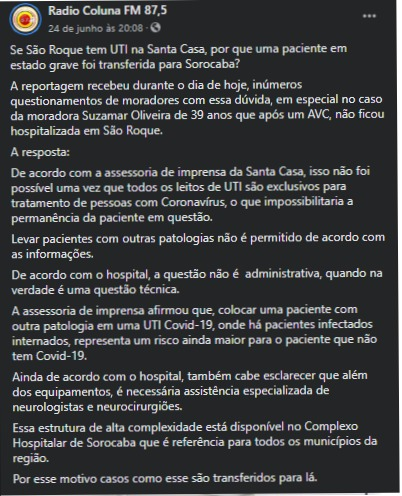 Radio Coluna FM 87,5
24 de junho às 20:08
Se São Roque tem UTI na Santa Casa, por que uma paciente em
estado grave foi transferida para Sorocaba?
A reportagem recebeu durante o dia de hoje, inúmeros
questionamentos de moradores com essa dúvida, em especial no caso
da moradora Suzamar Oliveira de 39 anos que após um AVC, não ficou
hospitalizada em São Roque.
A resposta:
De acordo com a assessoria de imprensa da Santa Casa, isso não foi
possível uma vez que todos os leitos de UTI são exclusivos para
tratamento de pessoas com Coronavírus, o que impossibilitaria a
permanência da paciente em questão.
Levar pacientes com outras patologias não é permitido de acordo com
as informações.
De acordo com o hospital, a questão não é administrativa, quando na
verdade é uma questão técnica.
A assessoria de imprensa afirmou que, colocar uma paciente com
outra patologia em uma UTI Covid-19, onde há pacientes infectados
internados, representa um risco ainda maior para o paciente que não
tem Covid-19.
Ainda de acordo com o hospital, também cabe esclarecer que além
dos equipamentos, é necessária assistência especializada de
neurologistas e neurocirurgiões.
Essa estrutura de alta complexidade está disponível no Complexo
Hospitalar de Sorocaba que é referência para todos os municípios da
região.
Por esse motivo casos como esse são transferidos para lá.